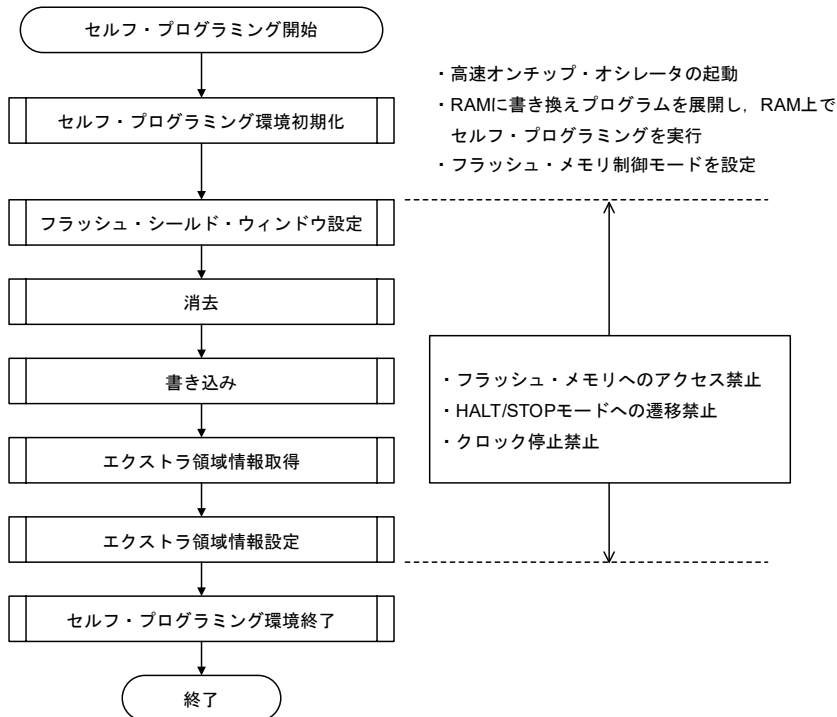 セルフ・プログラミング開始
セルフ・プログラミング環境初期化
・高速オンチップ・オシレータの起動
・RAMに書き換えプログラムを展開し，RAM上で
セルフ・プログラミングを実行
・フラッシュ・メモリ制御モードを設定
フラッシュ・シールド・ウィンドウ設定
消去
書き込み
エクストラ領域情報取得
エクストラ領域情報設定
・フラッシュ・メモリへのアクセス禁止
・HALT/STOPモードへの遷移禁止
・クロック停止禁止
セルフ・プログラミング環境終了
終了